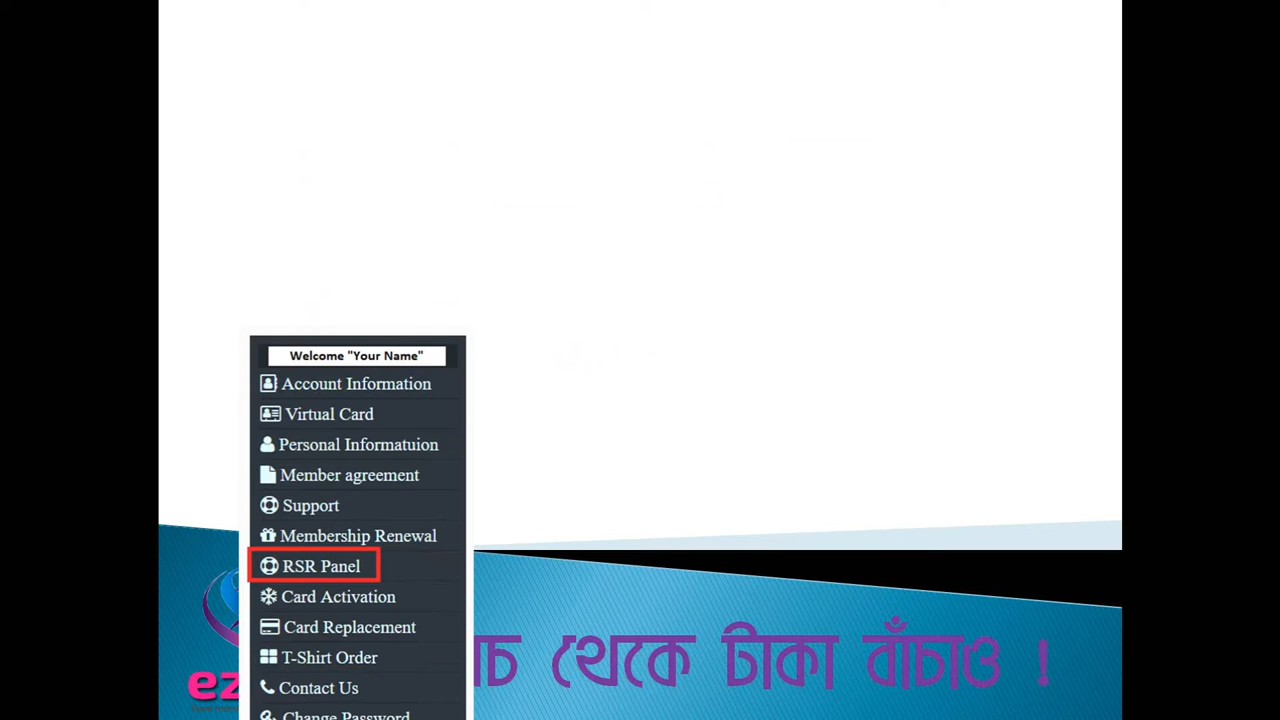 Welcome "Your Name"
Account Information
Virtual Card
Personal Informatuion
Member agreement
Support
Membership Renewal
RSR Panel
Card Activation
Card Replacement
T-Shirt Order
Contact Us
Change Password
ez
থেকে টাকা বাঁচাও !